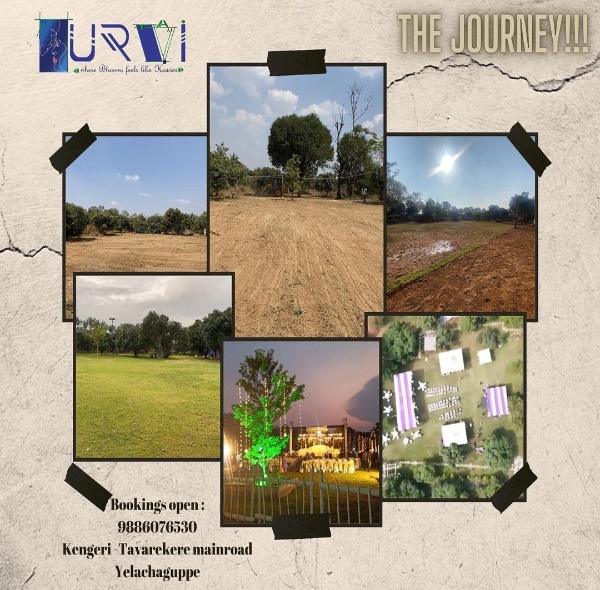 URVI
where Bhoomi feels like Heaven
THE JOURNEY!!!
Bookings open :
9886076530
Kengeri -Tavarekere mainroad
Yelachaguppe